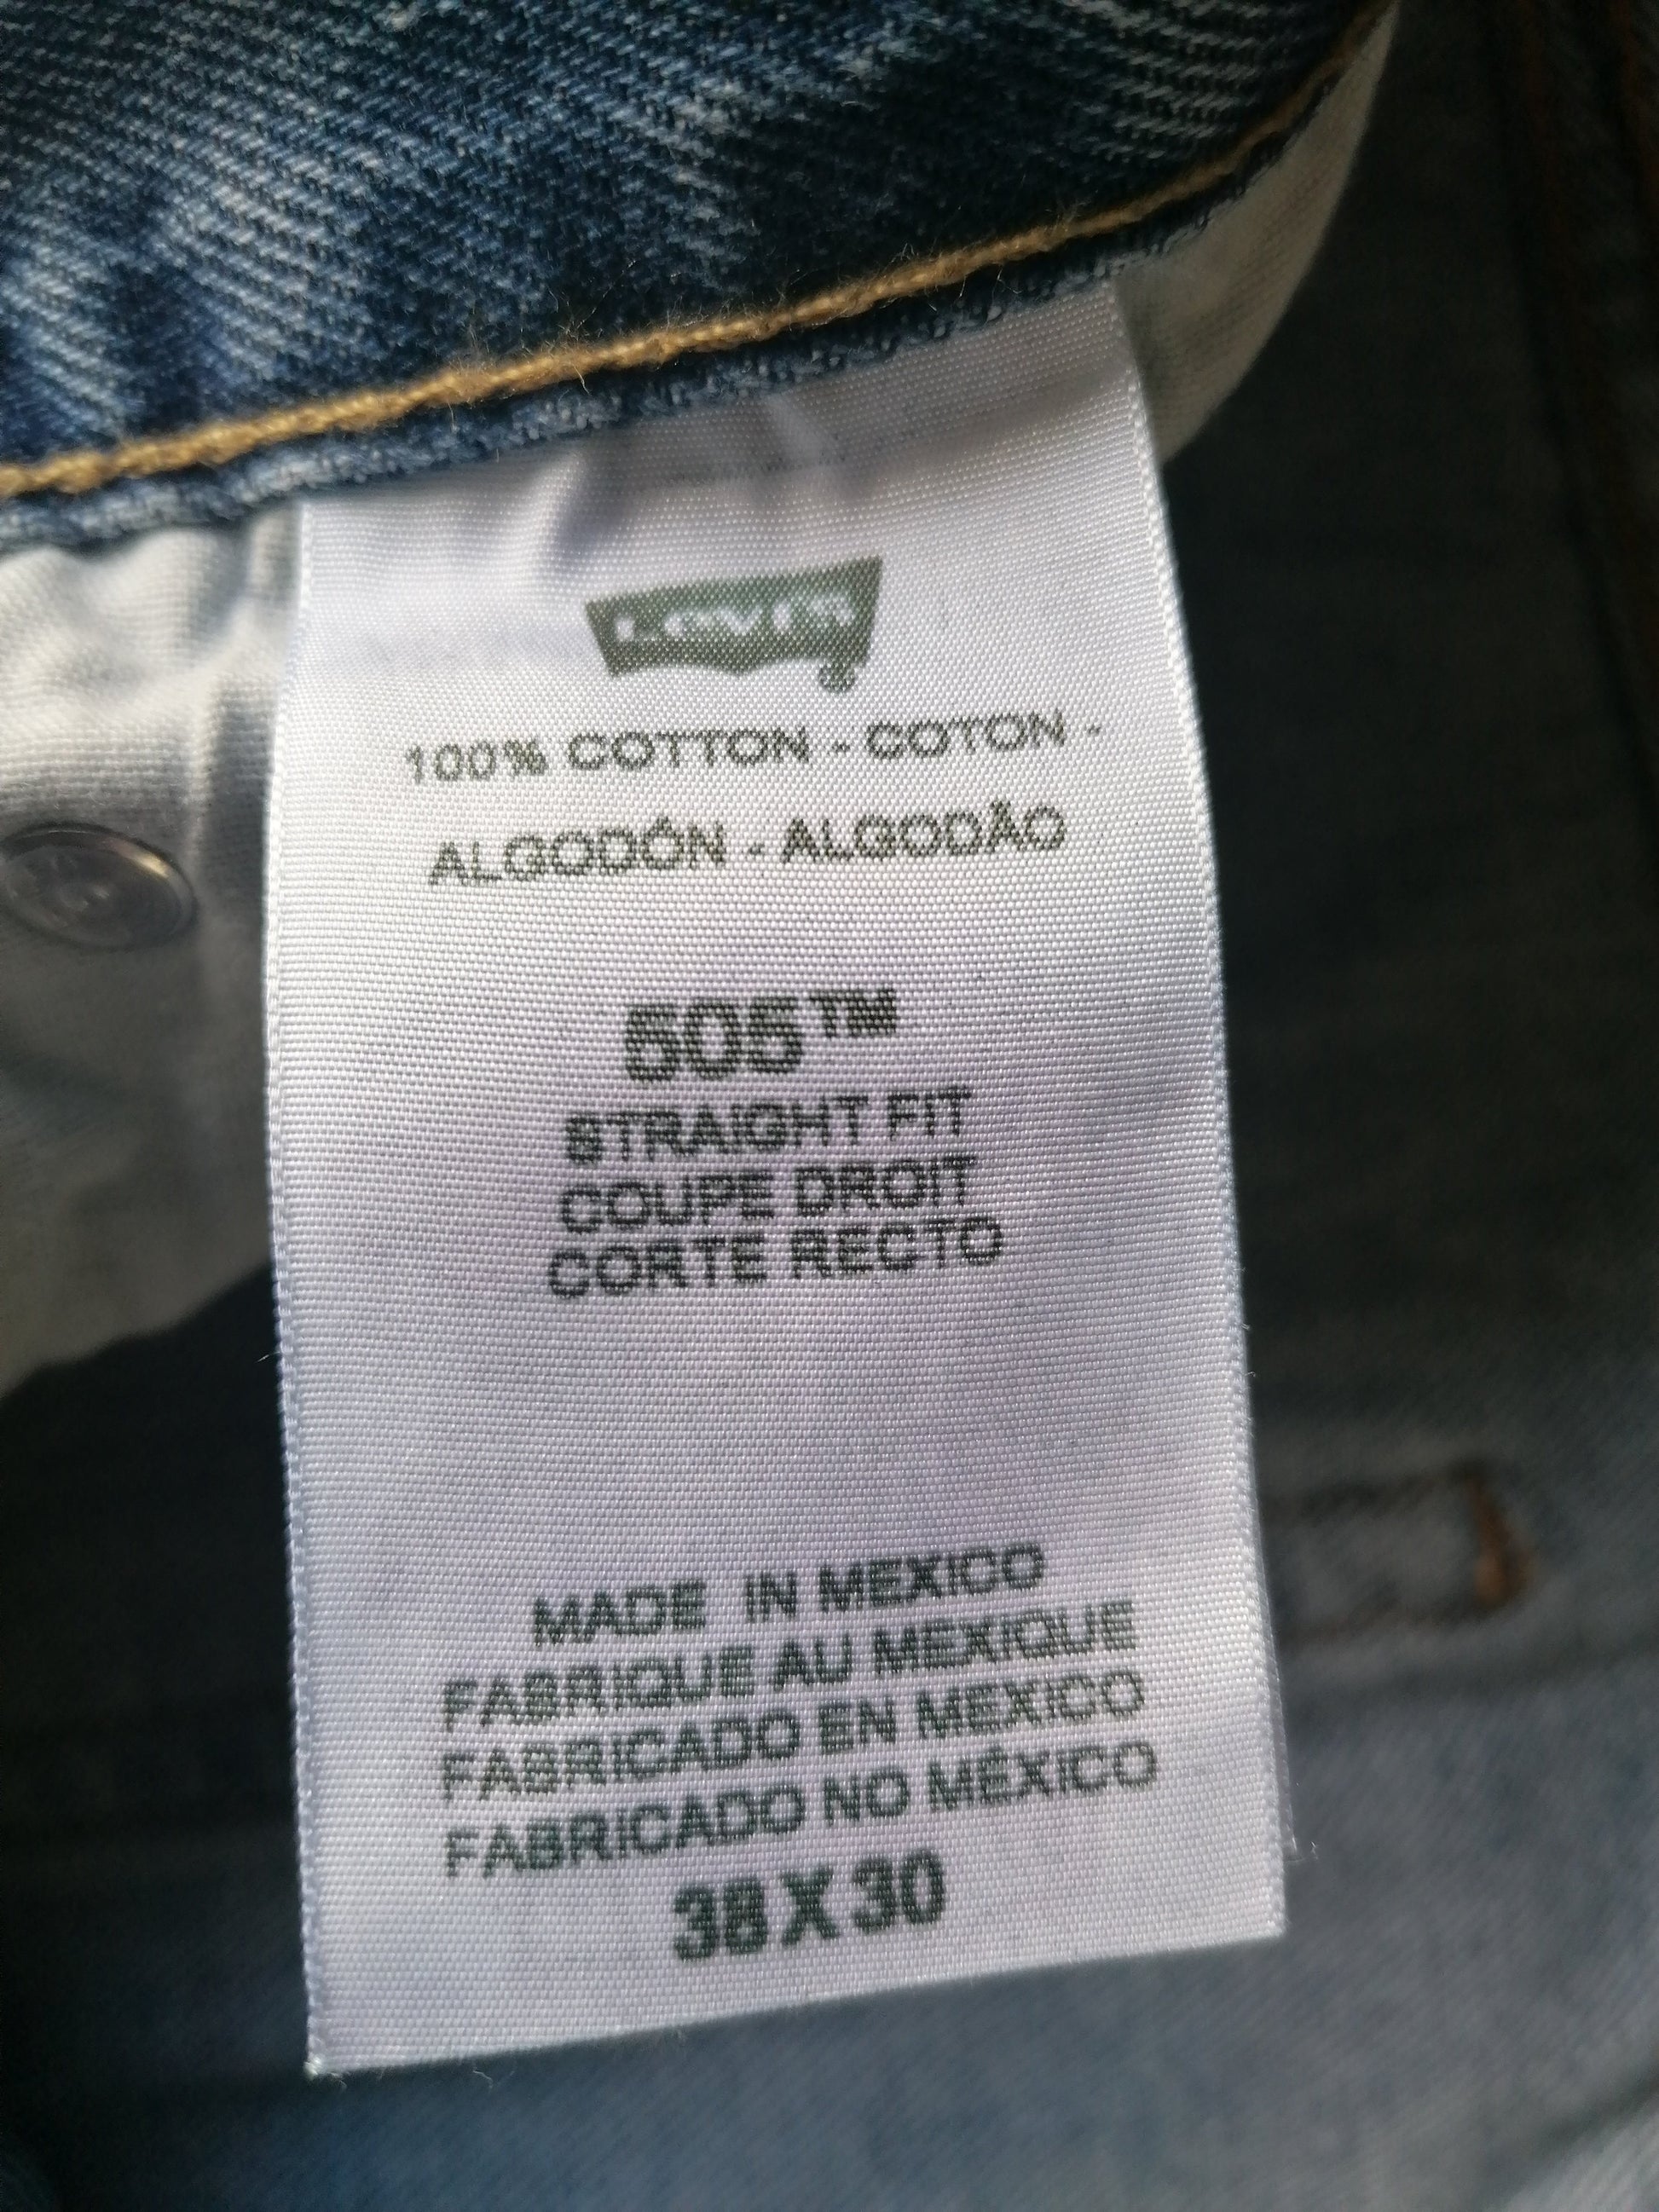 Levi's
100% COTTON - COTON -
ALGODÓN - ALGODÃO
505™
STRAIGHT FIT
COUPE DROIT
CORTE RECTO
MADE IN MEXICO
FABRIQUE AU MEXIQUE
FABRICADO EN MEXICO
FABRICADO NO MÉXICO
38 X 30